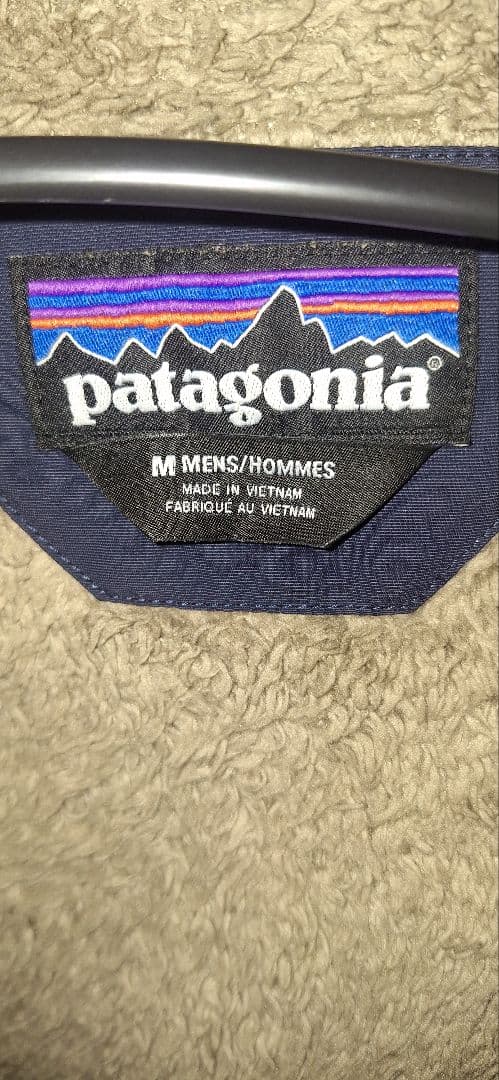 patagonia®
M MENS/HOMMES
MADE IN VIETNAM
FABRIQUÉ AU VIETNAM